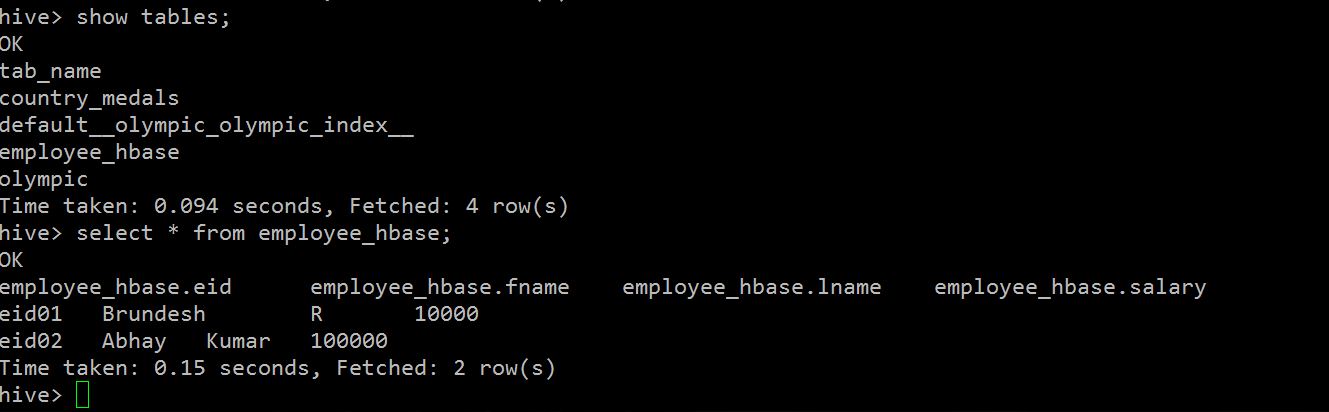 hive> show tables;
OK
tab_name
country_medals
default__olympic_olympic_index__
employee_hbase
olympic
Time taken: 0.094 seconds, Fetched: 4 row(s)
hive> select * from employee_hbase;
OK
employee_hbase.eid employee_hbase.fname employee_hbase.lname employee_hbase.salary
eid01 Brundesh R 10000
eid02 Abhay Kumar 100000
Time taken: 0.15 seconds, Fetched: 2 row(s)
hive>